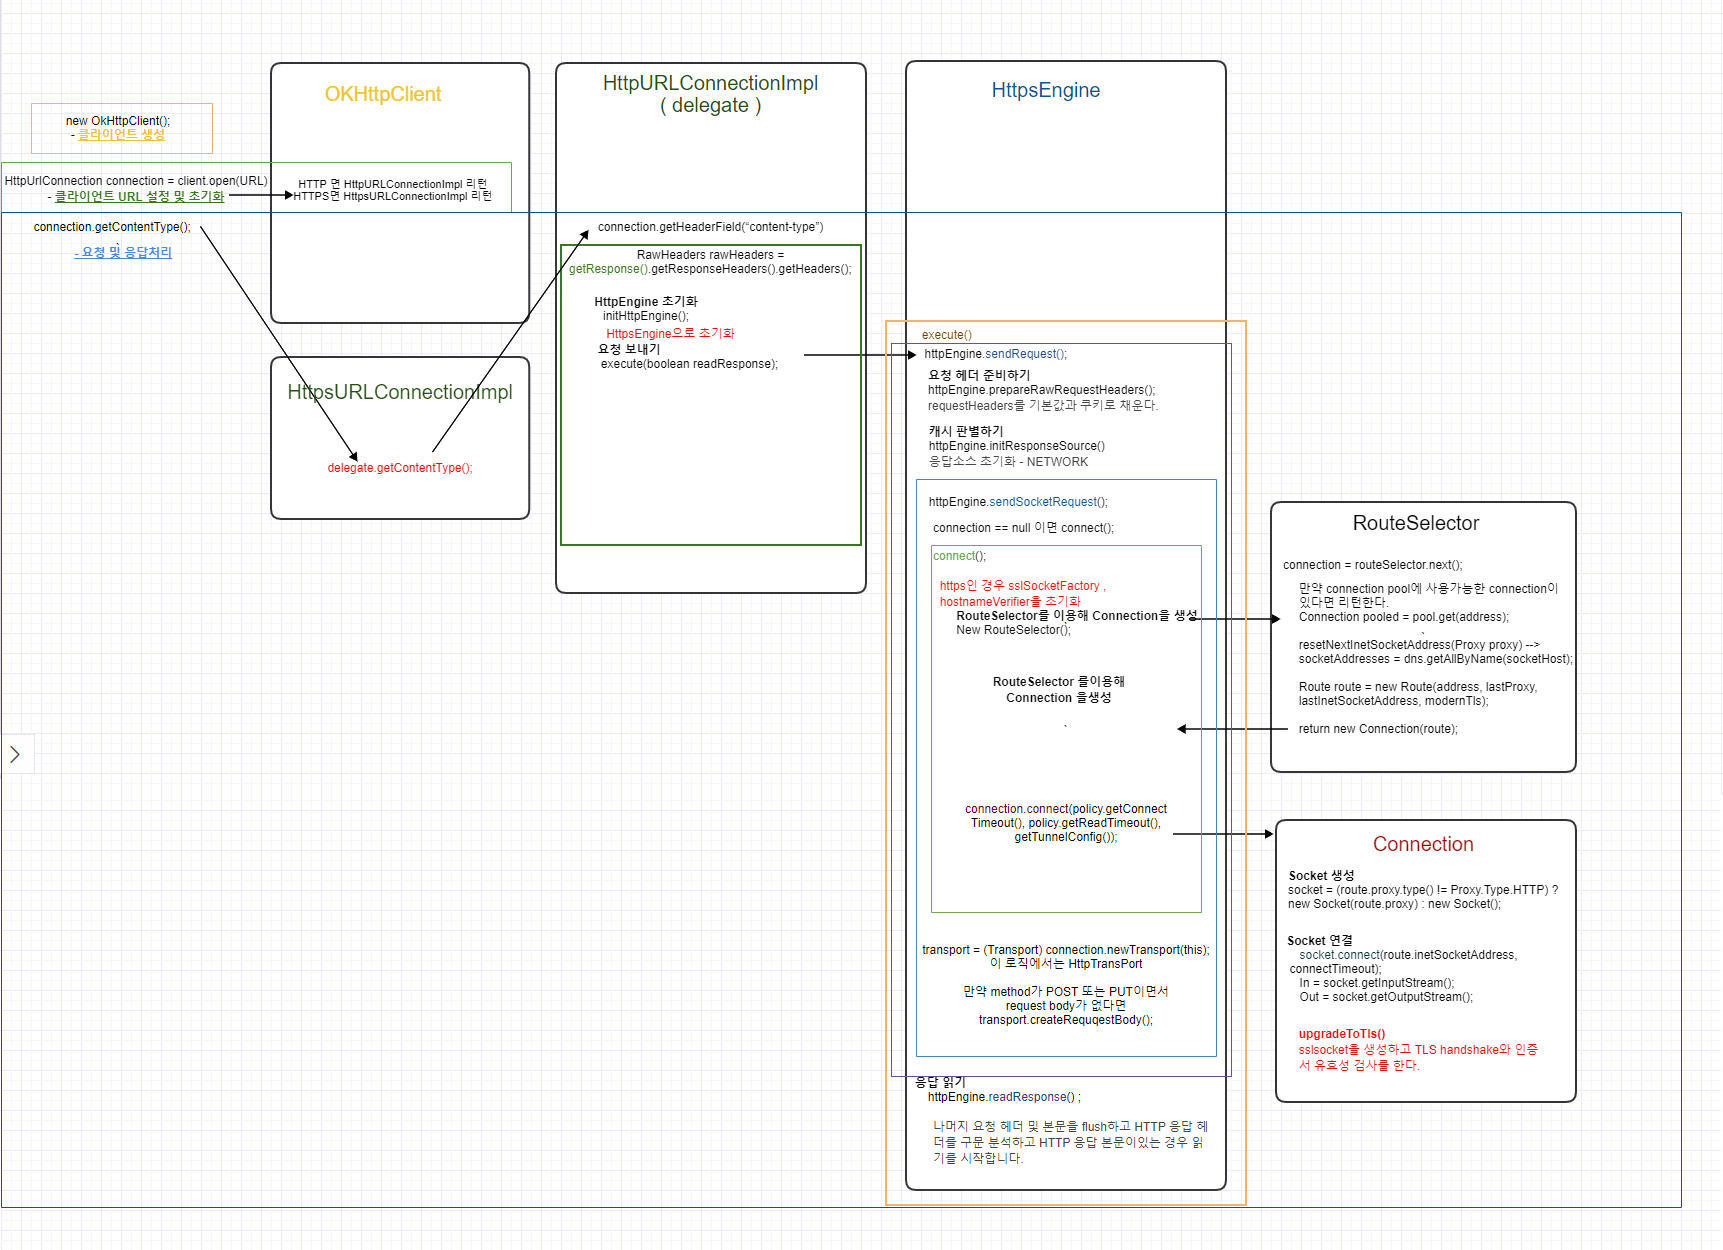 new OkHttpClient();
- 클라이언트 생성
HttpUrlConnection connection = client.open(URL)
- 클라이언트 URL 설정 및 초기화
connection.getContentType();
- 요청 및 응답처리
OKHttpClient
HTTP 면 HttpURLConnectionImpl 리턴
HTTPS면 HttpsURLConnectionImpl 리턴
HttpsURLConnectionImpl
delegate.getContentType();
HttpURLConnectionImpl
( delegate )
connection.getHeaderField(“content-type”)
RawHeaders rawHeaders =
getResponse().getResponseHeaders().getHeaders();
HttpEngine 초기화
initHttpEngine();
HttpsEngine으로 초기화
요청 보내기
execute(boolean readResponse);
HttpsEngine
execute()
httpEngine.sendRequest();
요청 헤더 준비하기
httpEngine.prepareRawRequestHeaders();
requestHeaders를 기본값과 쿠키로 채운다.
캐시 판별하기
httpEngine.initResponseSource()
응답소스 초기화 - NETWORK
httpEngine.sendSocketRequest();
connection == null 이면 connect();
connect();
https인 경우 sslSocketFactory ,
hostnameVerifier를 초기화
RouteSelector를 이용해 Connection을 생성
New RouteSelector();
RouteSelector 를이용해
Connection 을생성
`
connection.connect(policy.getConnect
Timeout(), policy.getReadTimeout(),
getTunnelConfig());
transport = (Transport) connection.newTransport(this);
이 로직에서는 HttpTransPort
만약 method가 POST 또는 PUT이면서
request body가 없다면
transport.createRequqestBody();
응답 읽기
httpEngine.readResponse() ;
나머지 요청 헤더 및 본문을 flush하고 HTTP 응답 헤
더를 구문 분석하고 HTTP 응답 본문이있는 경우 읽
기를 시작합니다.
RouteSelector
connection = routeSelector.next();
만약 connection pool에 사용가능한 connection이
있다면 리턴한다.
Connection pooled = pool.get(address);
`
resetNextInetSocketAddress(Proxy proxy) -->
socketAddresses = dns.getAllByName(socketHost);
Route route = new Route(address, lastProxy,
lastInetSocketAddress, modernTls);
return new Connection(route);
Connection
Socket 생성
socket = (route.proxy.type() != Proxy.Type.HTTP) ?
new Socket(route.proxy) : new Socket();
Socket 연결
socket.connect(route.inetSocketAddress,
connectTimeout);
In = socket.getInputStream();
Out = socket.getOutputStream();
upgradeToTls()
sslsocket을 생성하고 TLS handshake와 인증
서 유효성 검사를 한다.